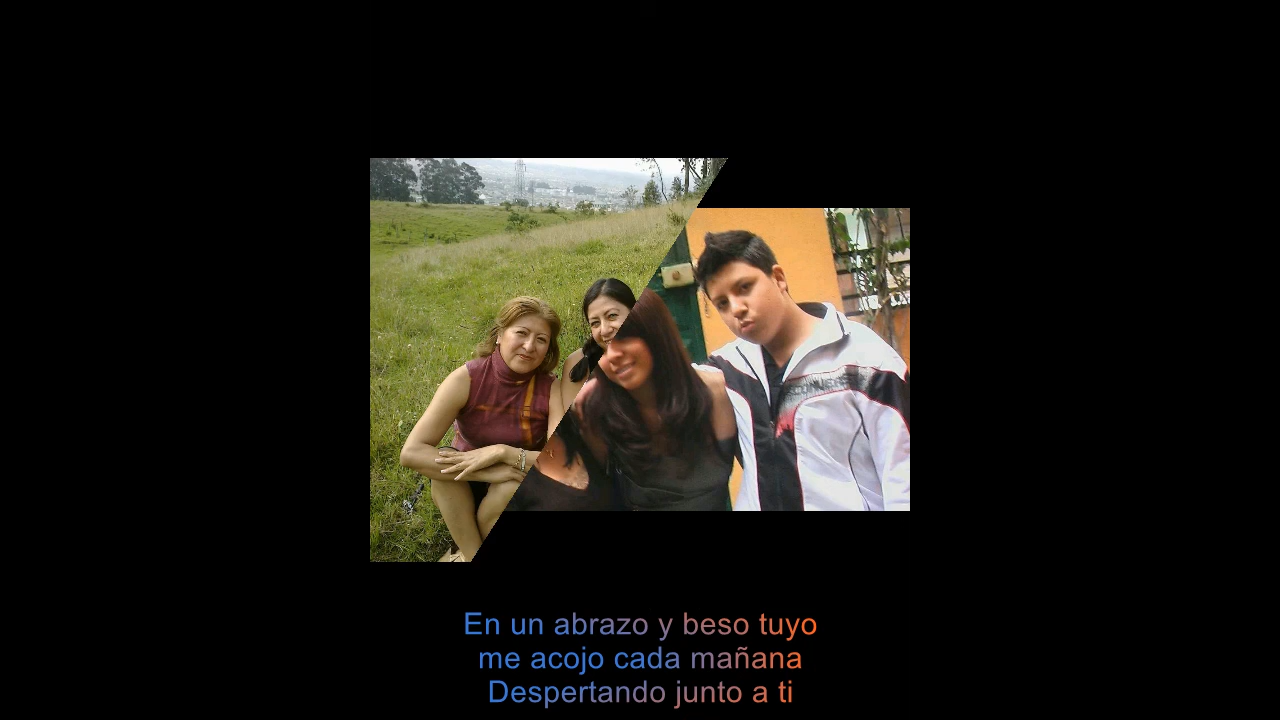 En un abrazo y beso tuyo
me acojo cada mañana
Despertando junto a ti